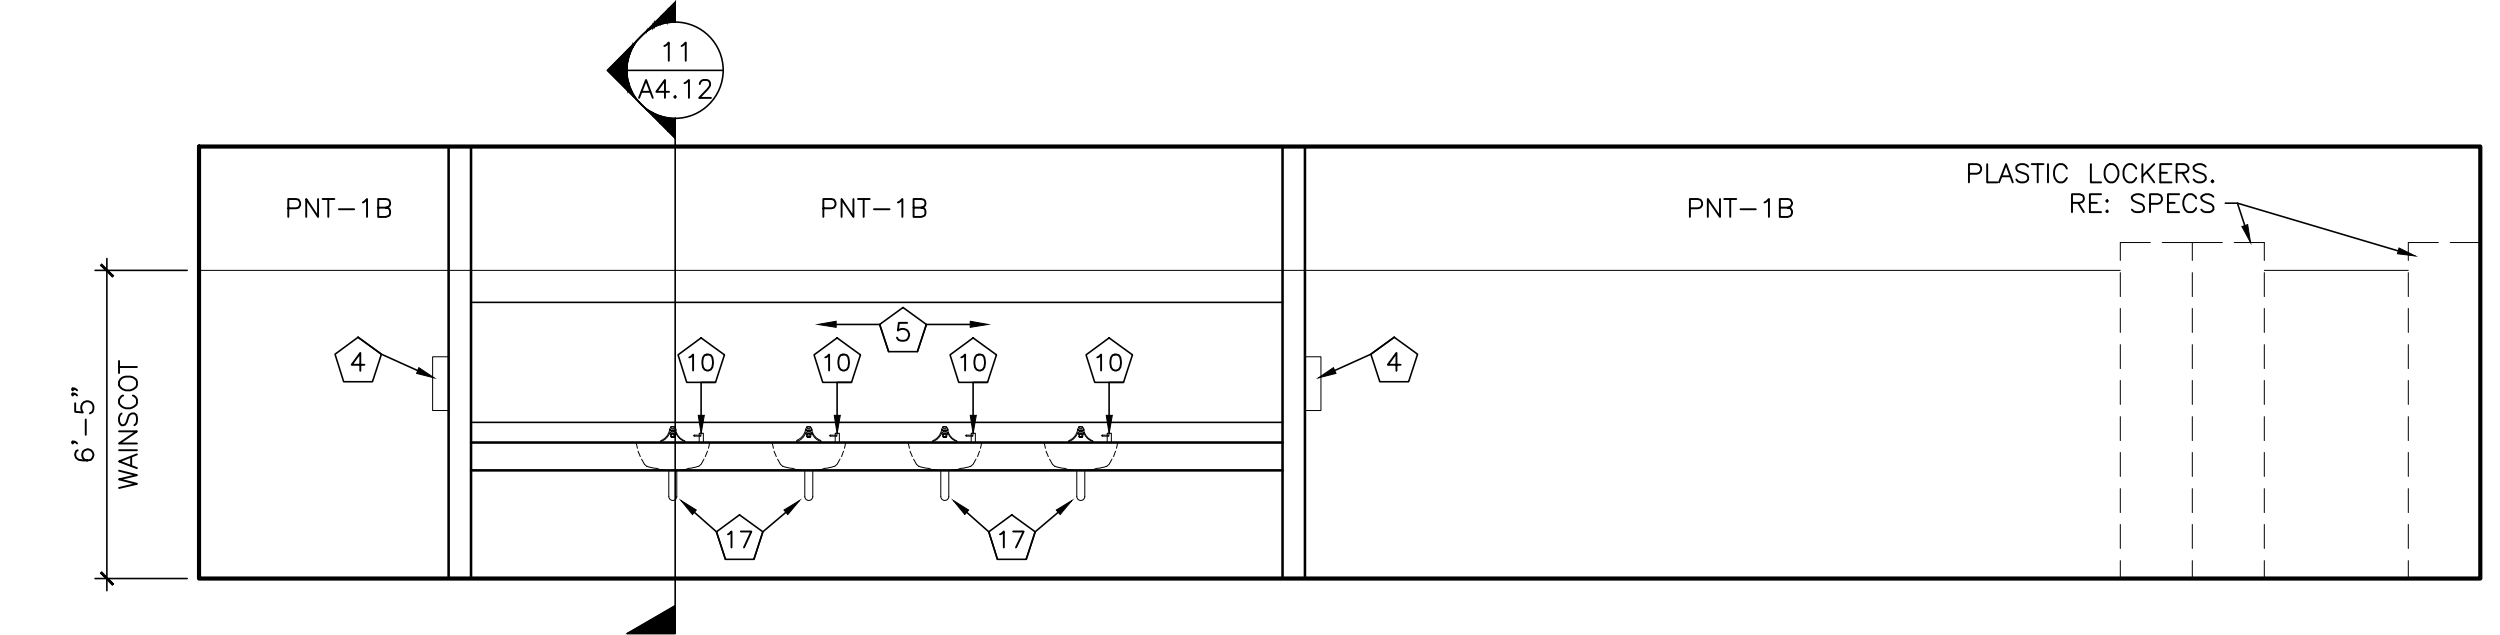 11
A4.12
PNT-1B
PNT-1B
PNT-1B
PLASTIC LOCKERS.
RE: SPECS
5
4
10
10
10
10
4
6'-5"
WAINSCOT
17
17